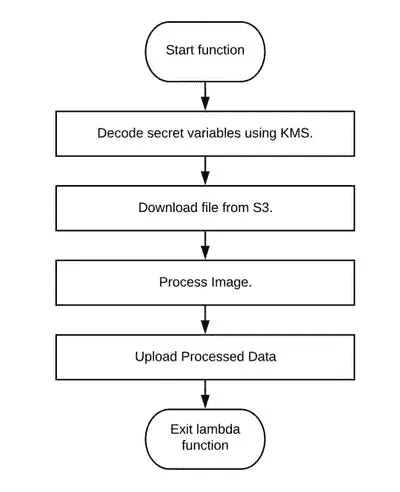 Start function
Decode secret variables using KMS.
Download file from S3.
Process Image.
Upload Processed Data
Exit lambda
function